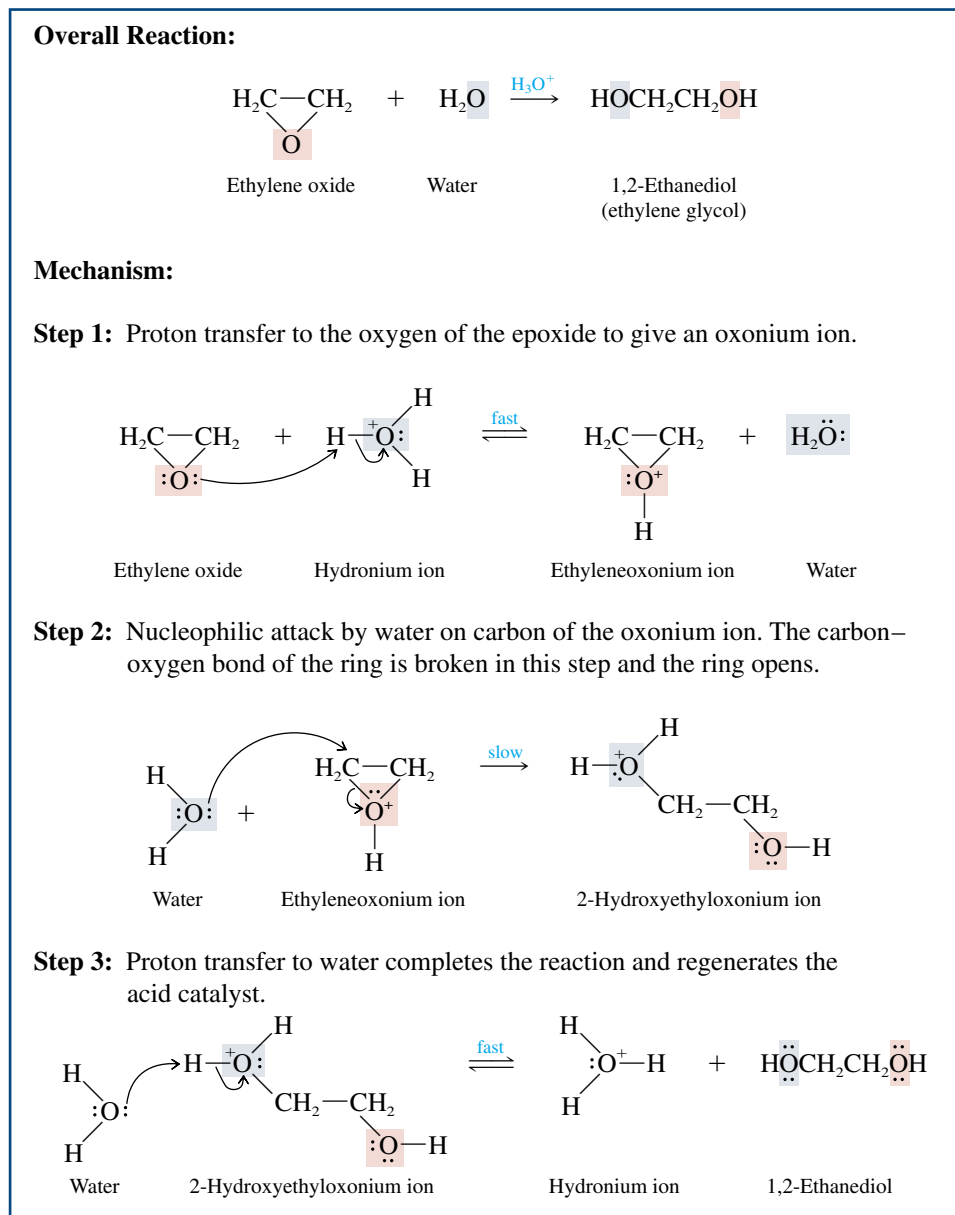 Overall Reaction:
H₂C—CH₂ + H₂O H₃O⁺ → HOCH₂CH₂OH
O
Ethylene oxide Water 1,2-Ethanediol
(ethylene glycol)
Mechanism:
Step 1: Proton transfer to the oxygen of the epoxide to give an oxonium ion.
H
H₂C—CH₂ + H—O⁺: fast ⇌ H₂C—CH₂ + H₂Ö:
:O: H :O⁺
H
Ethylene oxide Hydronium ion Ethyleneoxonium ion Water
Step 2: Nucleophilic attack by water on carbon of the oxonium ion. The carbon–
oxygen bond of the ring is broken in this step and the ring opens.
H
H H₂C—CH₂ slow → H—O⁺:
:O: + O⁺ CH₂—CH₂
H H :O—H
Water Ethyleneoxonium ion 2-Hydroxyethyloxonium ion
Step 3: Proton transfer to water completes the reaction and regenerates the
acid catalyst.
H H
H H—O⁺: fast ⇌ :O⁺—H + HOCH₂CH₂OH
:O: CH₂—CH₂ H
H :O—H
Water 2-Hydroxyethyloxonium ion Hydronium ion 1,2-Ethanediol